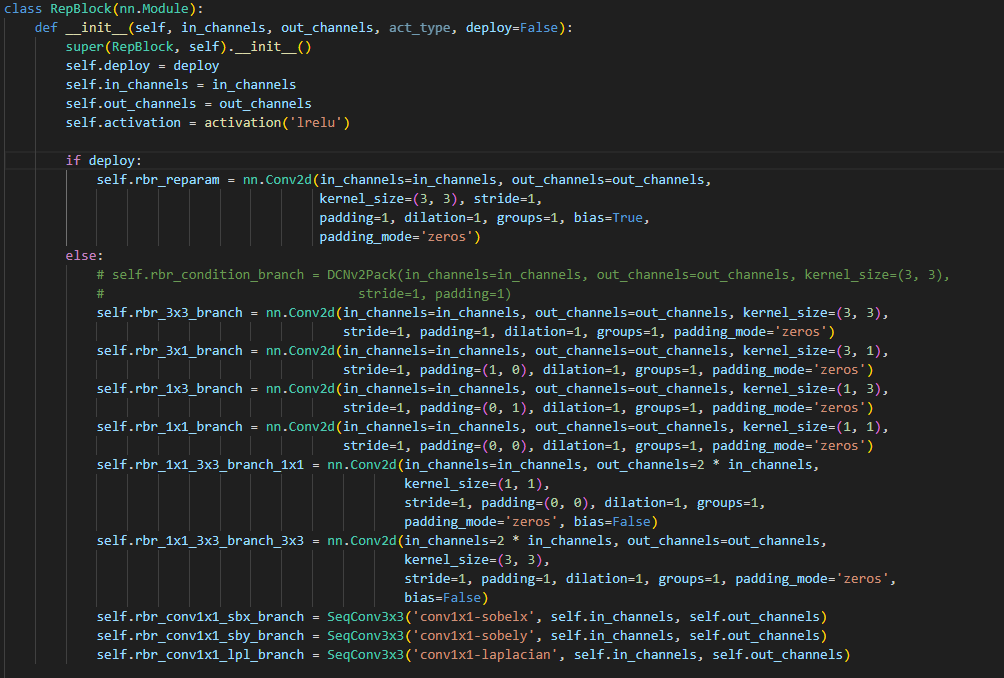 class RepBlock(nn.Module):
    def __init__(self, in_channels, out_channels, act_type, deploy=False):
        super(RepBlock, self).__init__()
        self.deploy = deploy
        self.in_channels = in_channels
        self.out_channels = out_channels
        self.activation = activation('lrelu')

        if deploy:
            self.rbr_reparam = nn.Conv2d(in_channels=in_channels, out_channels=out_channels,
                                         kernel_size=(3, 3), stride=1,
                                         padding=1, dilation=1, groups=1, bias=True,
                                         padding_mode='zeros')
        else:
            # self.rbr_condition_branch = DCNv2Pack(in_channels=in_channels, out_channels=out_channels, kernel_size=(3, 3),
            #                                 stride=1, padding=1)
            self.rbr_3x3_branch = nn.Conv2d(in_channels=in_channels, out_channels=out_channels, kernel_size=(3, 3),
                                            stride=1, padding=1, dilation=1, groups=1, padding_mode='zeros')
            self.rbr_3x1_branch = nn.Conv2d(in_channels=in_channels, out_channels=out_channels, kernel_size=(3, 1),
                                            stride=1, padding=(1, 0), dilation=1, groups=1, padding_mode='zeros')
            self.rbr_1x3_branch = nn.Conv2d(in_channels=in_channels, out_channels=out_channels, kernel_size=(1, 3),
                                            stride=1, padding=(0, 1), dilation=1, groups=1, padding_mode='zeros')
            self.rbr_1x1_branch = nn.Conv2d(in_channels=in_channels, out_channels=out_channels, kernel_size=(1, 1),
                                            stride=1, padding=(0, 0), dilation=1, groups=1, padding_mode='zeros')
            self.rbr_1x1_3x3_branch_1x1 = nn.Conv2d(in_channels=in_channels, out_channels=2 * in_channels,
                                                    kernel_size=(1, 1),
                                                    stride=1, padding=(0, 0), dilation=1, groups=1,
                                                    padding_mode='zeros', bias=False)
            self.rbr_1x1_3x3_branch_3x3 = nn.Conv2d(in_channels=2 * in_channels, out_channels=out_channels,
                                                    kernel_size=(3, 3),
                                                    stride=1, padding=1, dilation=1, groups=1, padding_mode='zeros',
                                                    bias=False)
            self.rbr_conv1x1_sbx_branch = SeqConv3x3('conv1x1-sobelx', self.in_channels, self.out_channels)
            self.rbr_conv1x1_sby_branch = SeqConv3x3('conv1x1-sobely', self.in_channels, self.out_channels)
            self.rbr_conv1x1_lpl_branch = SeqConv3x3('conv1x1-laplacian', self.in_channels, self.out_channels)